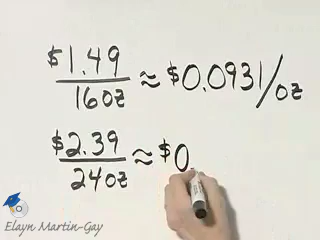 $1.49
16oz ≈ $0.0931/oz
$2.39
24oz ≈ $0.
Elayn Martin-Gay